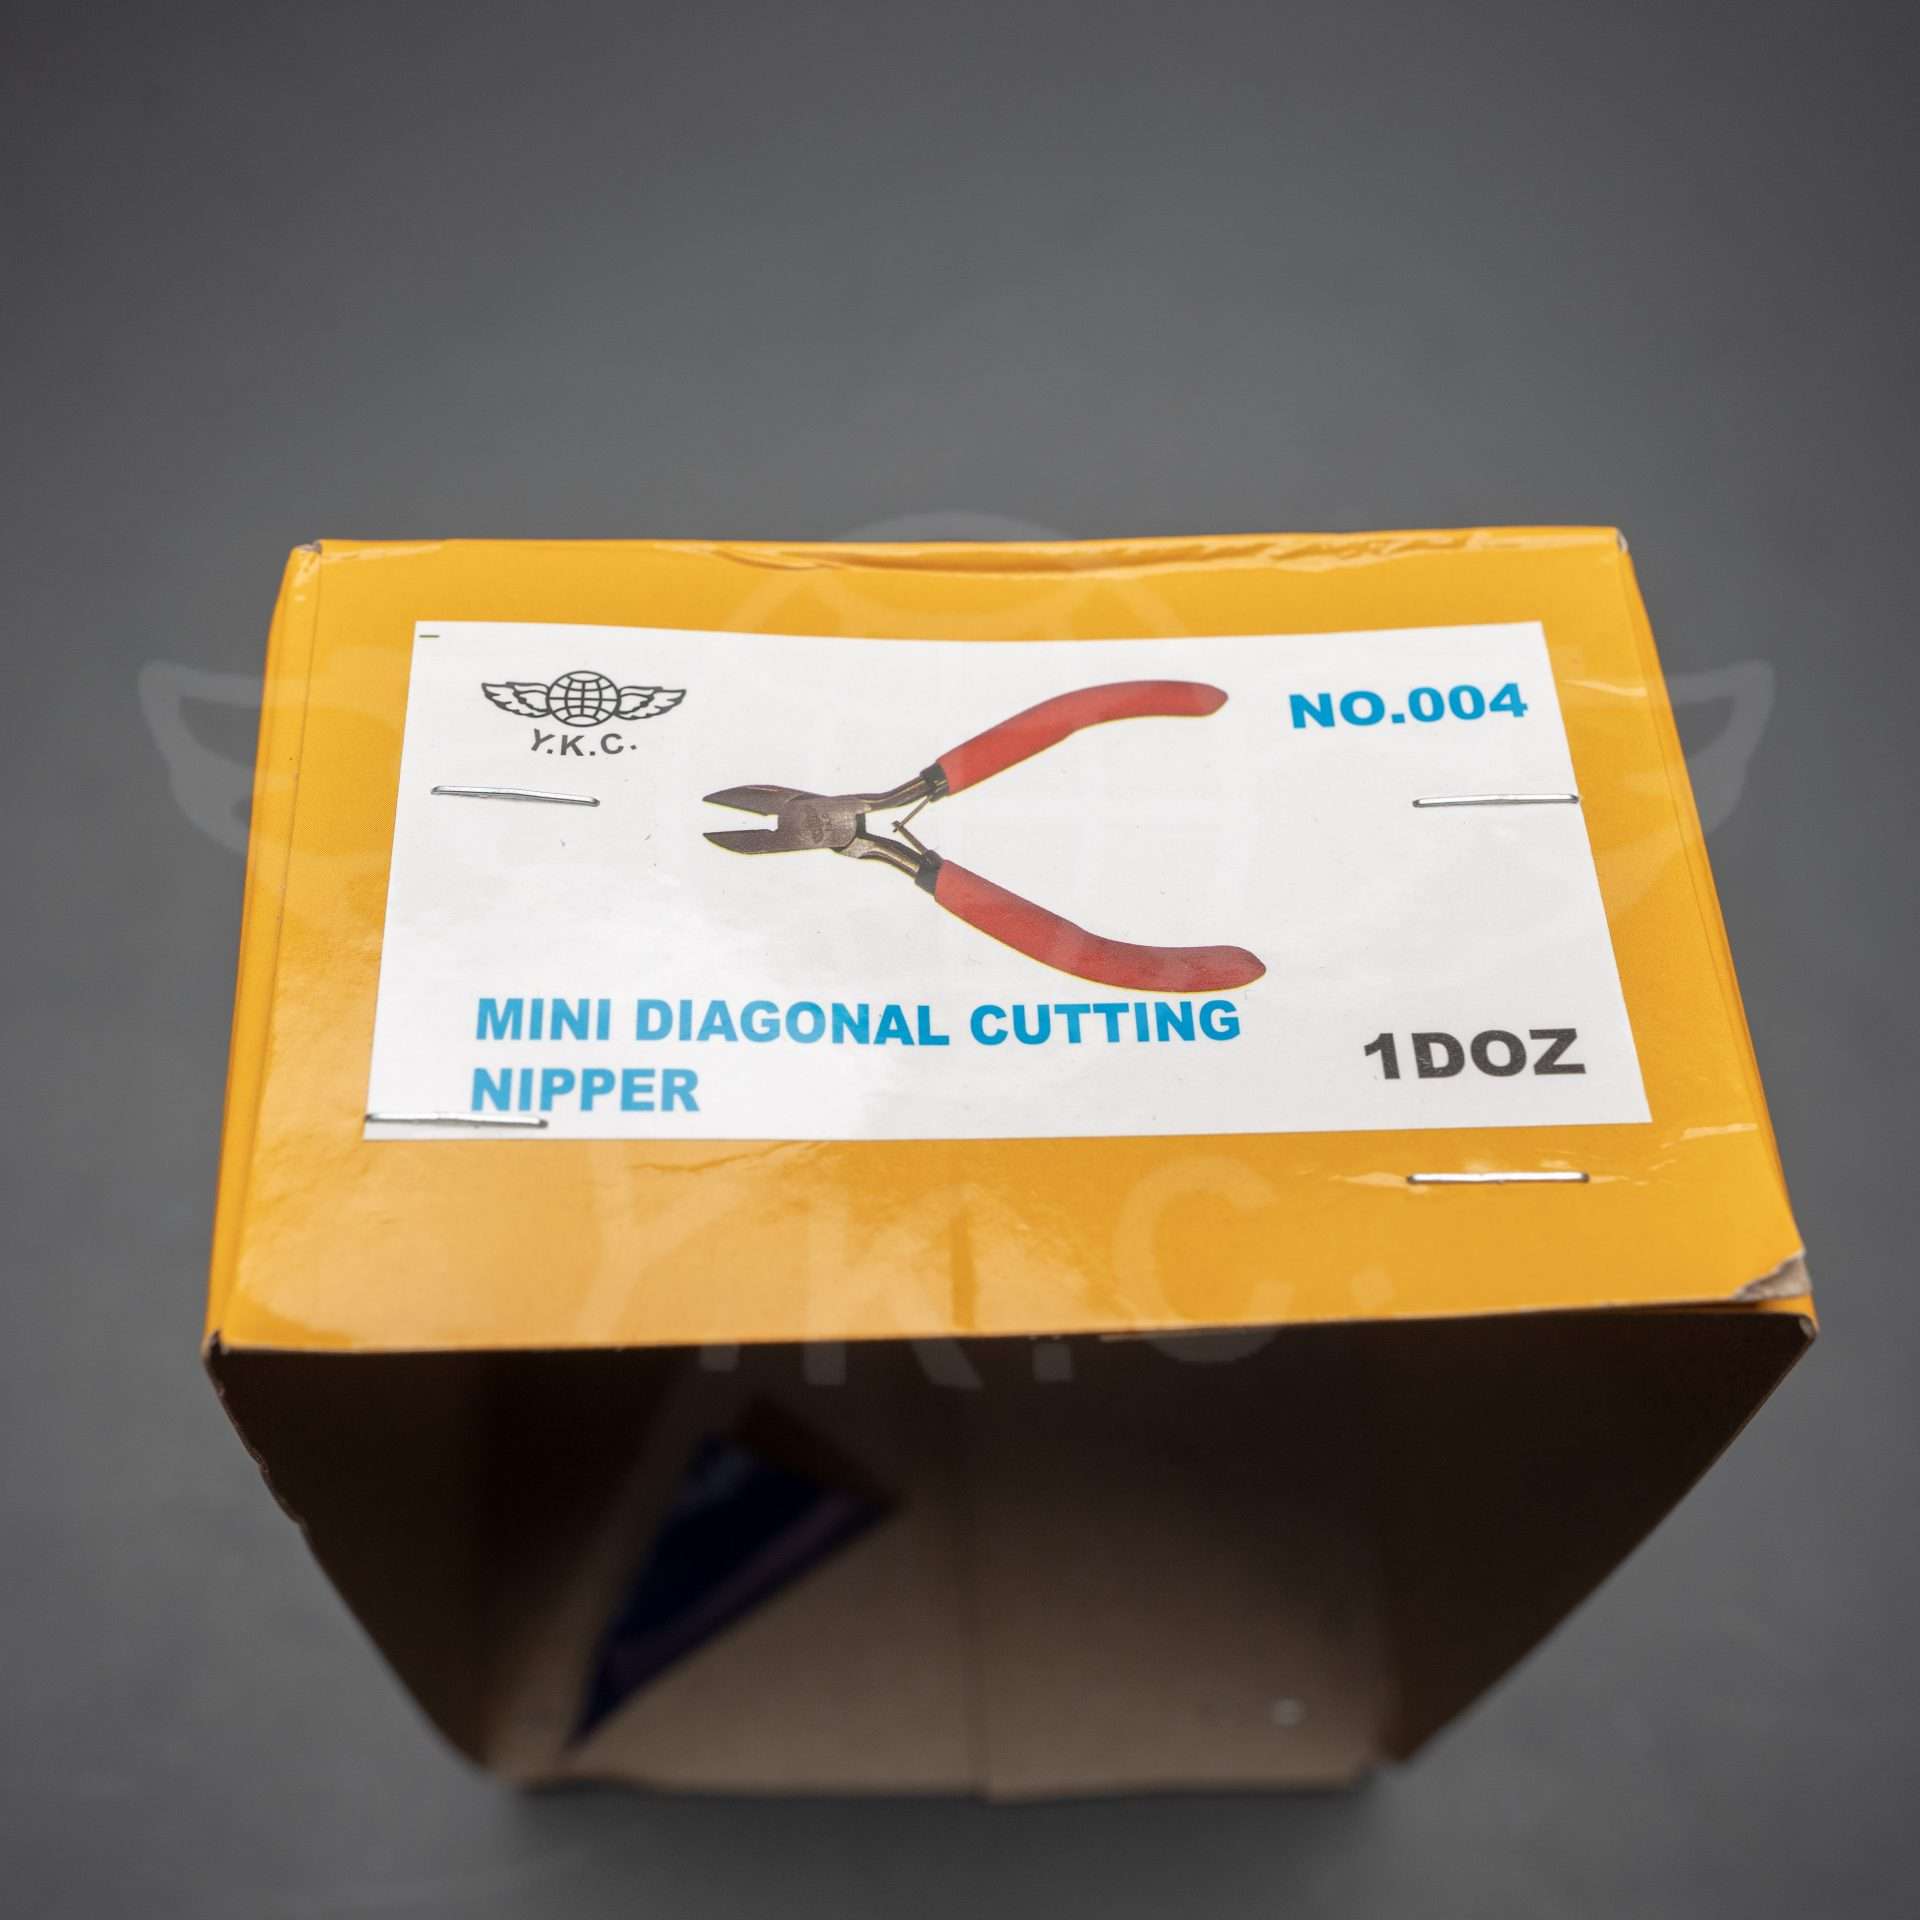 Y.K.C.
NO.004
MINI DIAGONAL CUTTING
NIPPER
1DOZ
Y.K.C.